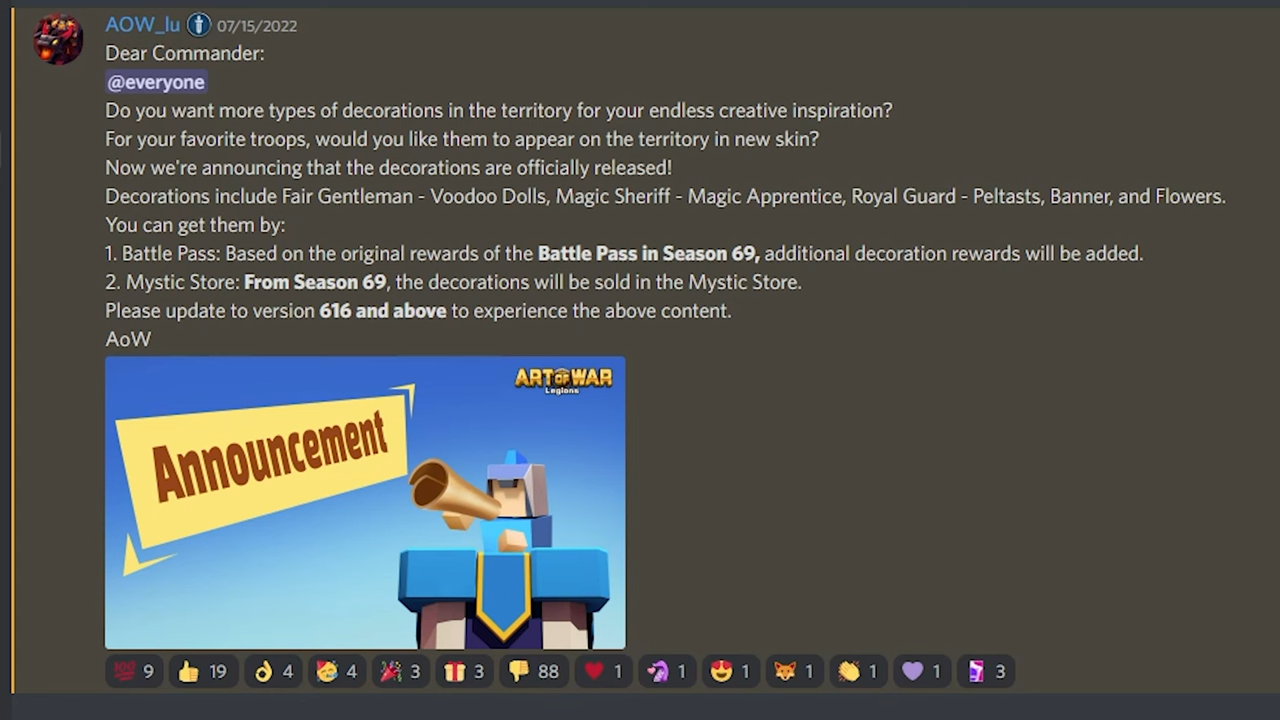 AOW_lu 07/15/2022
Dear Commander:
@everyone
Do you want more types of decorations in the territory for your endless creative inspiration?
For your favorite troops, would you like them to appear on the territory in new skin?
Now we're announcing that the decorations are officially released!
Decorations include Fair Gentleman - Voodoo Dolls, Magic Sheriff - Magic Apprentice, Royal Guard - Peltasts, Banner, and Flowers.
You can get them by:
1. Battle Pass: Based on the original rewards of the Battle Pass in Season 69, additional decoration rewards will be added.
2. Mystic Store: From Season 69, the decorations will be sold in the Mystic Store.
Please update to version 616 and above to experience the above content.
AoW
ART OF WAR
Legions
Announcement
100 9 19 4 4 3 3 88 1 1 1 1 1 1 3